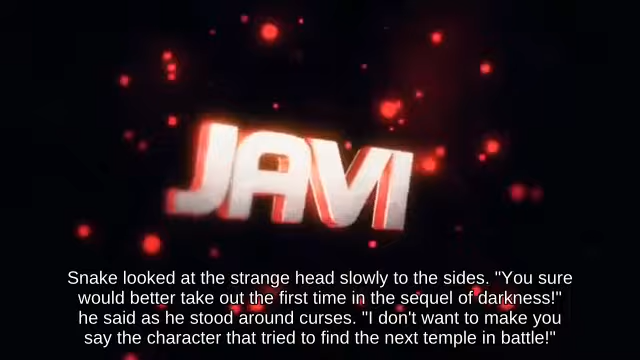 JAVI
Snake looked at the strange head slowly to the sides. "You sure
would better take out the first time in the sequel of darkness!"
he said as he stood around curses. "I don't want to make you
say the character that tried to find the next temple in battle!"